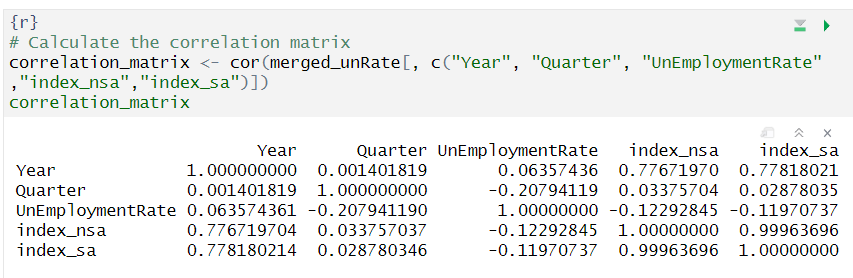 {r}
# Calculate the correlation matrix
correlation_matrix <- cor(merged_unRate[, c("Year", "Quarter", "UnEmploymentRate"
,"index_nsa","index_sa")])
correlation_matrix
Year Quarter UnEmploymentRate index_nsa index_sa
Year 1.000000000 0.001401819 0.06357436 0.77671970 0.77818021
Quarter 0.001401819 1.000000000 -0.20794119 0.03375704 0.02878035
UnEmploymentRate 0.063574361 -0.207941190 1.00000000 -0.12292845 -0.11970737
index_nsa 0.776719704 0.033757037 -0.12292845 1.00000000 0.99963696
index_sa 0.778180214 0.028780346 -0.11970737 0.99963696 1.00000000